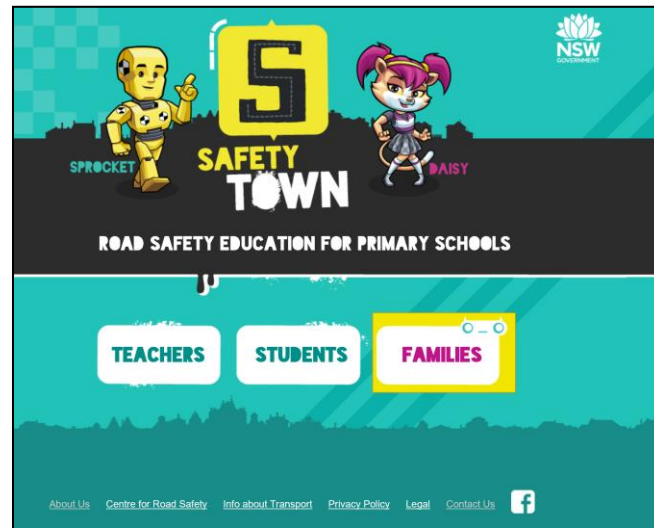 NSW
GOVERNMENT
S
SPROCKET
SAFETY
TOWN
DAISY
ROAD SAFETY EDUCATION FOR PRIMARY SCHOOLS
TEACHERS STUDENTS FAMILIES
About Us Centre for Road Safety Info about Transport Privacy Policy Legal Contact Us f